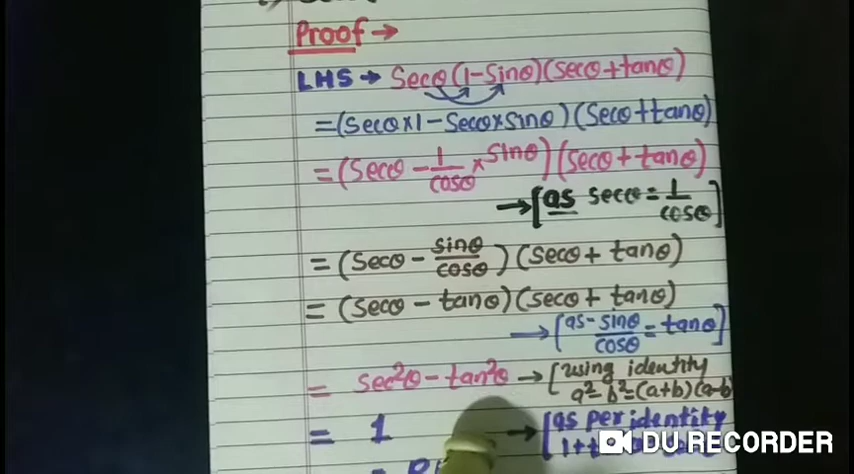 Proof →
LHS → Secθ(1-Sinθ)(secθ+tanθ)
=(Secθ×1-Secθ×sinθ)(Secθ+tanθ)
=(Secθ-1/cosθ×sinθ)(secθ+tanθ)
→[as secθ=1/cosθ]
=(Secθ-sinθ/cosθ)(secθ+tanθ)
=(Secθ-tanθ)(secθ+tanθ)
→[as-sinθ/cosθ=tanθ]
= sec²θ-tan²θ→[using identity
a²-b²=(a+b)(a-b
= 1 →[as per identity
DU RECORDER